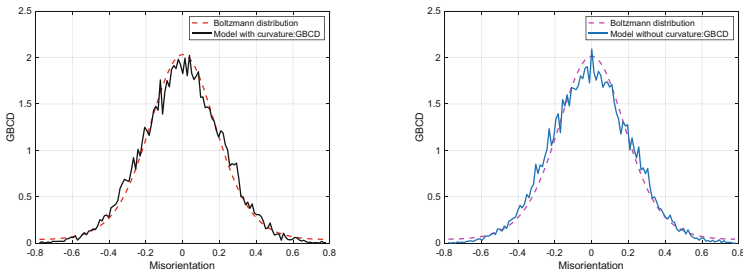 2.5
2
1.5
1
0.5
0
GBCD
-0.8 -0.6 -0.4 -0.2 0 0.2 0.4 0.6 0.8
Misorientation
Boltzmann distribution
Model with curvature:GBCD
2.5
2
1.5
1
0.5
0
GBCD
-0.8 -0.6 -0.4 -0.2 0 0.2 0.4 0.6 0.8
Misorientation
Boltzmann distribution
Model without curvature:GBCD